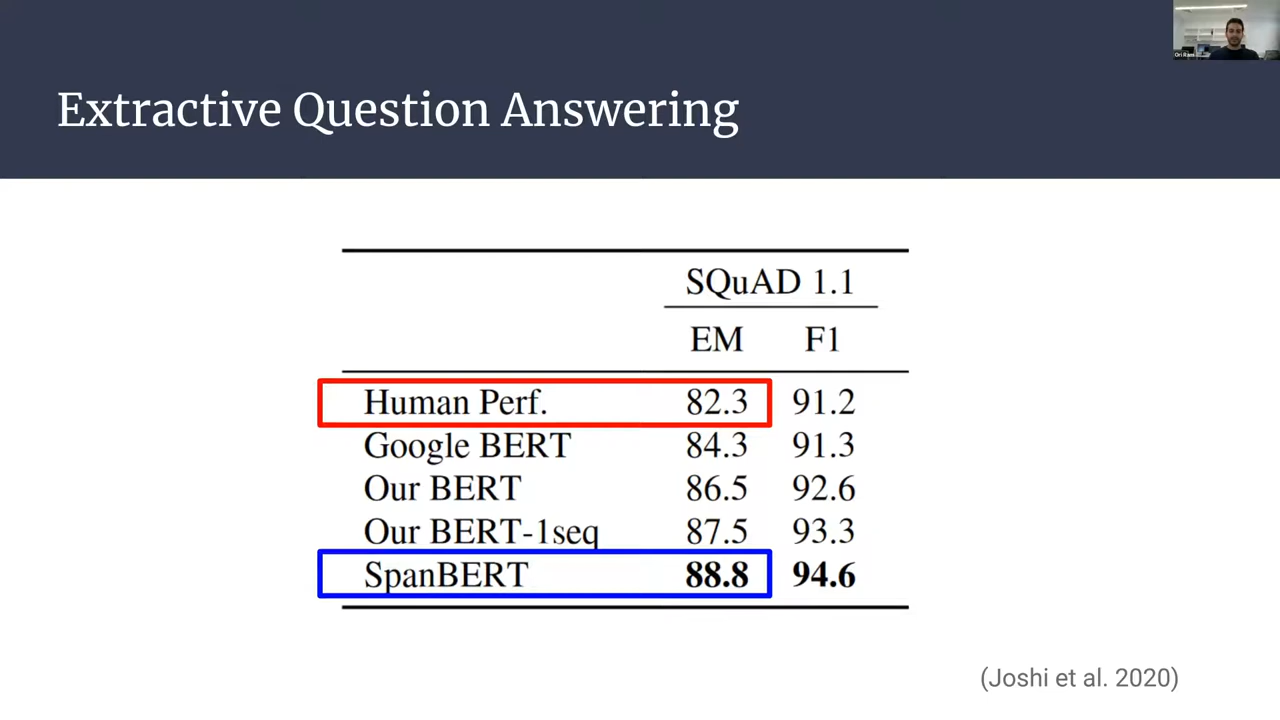 Extractive Question Answering
SQuAD 1.1
EM F1
Human Perf. 82.3 91.2
Google BERT 84.3 91.3
Our BERT 86.5 92.6
Our BERT-1seq 87.5 93.3
SpanBERT 88.8 94.6
(Joshi et al. 2020)